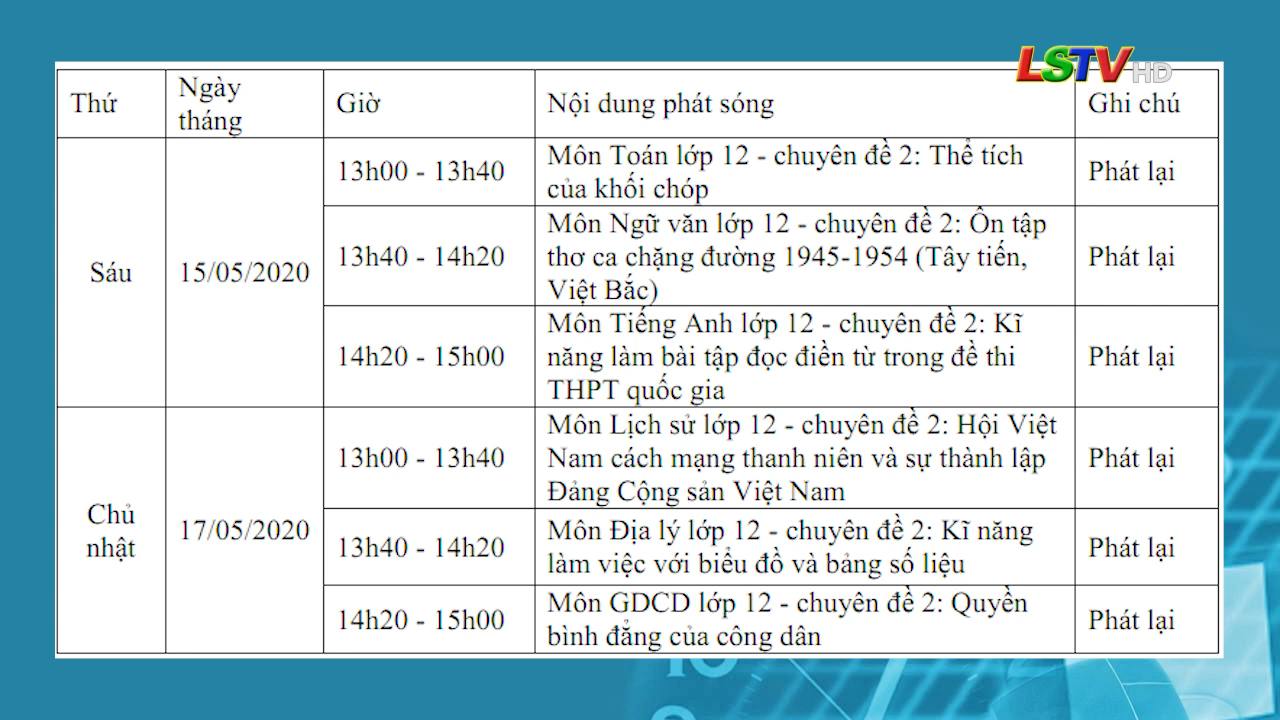 LSTV HD
Thứ
Ngày
tháng
Giờ
Nội dung phát sóng
Ghi chú
Sáu
15/05/2020
13h00 - 13h40
Môn Toán lớp 12 - chuyên đề 2: Thể tích
của khối chóp
Phát lại
13h40 - 14h20
Môn Ngữ văn lớp 12 - chuyên đề 2: Ôn tập
thơ ca chặng đường 1945-1954 (Tây tiến,
Việt Bắc)
Phát lại
14h20 - 15h00
Môn Tiếng Anh lớp 12 - chuyên đề 2: Kĩ
năng làm bài tập đọc điền từ trong đề thi
THPT quốc gia
Phát lại
Chủ
nhật
17/05/2020
13h00 - 13h40
Môn Lịch sử lớp 12 - chuyên đề 2: Hội Việt
Nam cách mạng thanh niên và sự thành lập
Đảng Cộng sản Việt Nam
Phát lại
13h40 - 14h20
Môn Địa lý lớp 12 - chuyên đề 2: Kĩ năng
làm việc với biểu đồ và bảng số liệu
Phát lại
14h20 - 15h00
Môn GDCD lớp 12 - chuyên đề 2: Quyền
bình đẳng của công dân
Phát lại